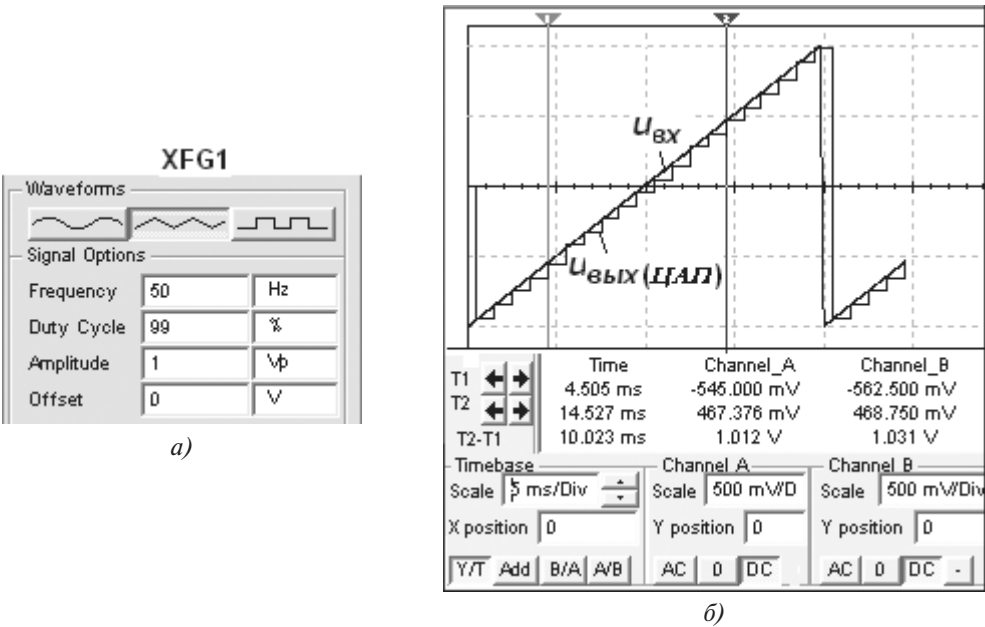 XFG1
Waveforms
Signal Options
Frequency 50 Hz
Duty Cycle 99 %
Amplitude 1 Vp
Offset 0 V
а)
1 2
uвх
uвых (ЦАП)
T1
T2
T2-T1
Time Channel_A Channel_B
4.505 ms -545.000 mV -562.500 mV
14.527 ms 467.376 mV 468.750 mV
10.023 ms 1.012 V 1.031 V
Timebase Channel A Channel B
Scale 5 ms/Div Scale 500 mV/D Scale 500 mV/Div
X position 0 Y position 0 Y position 0
Y/T Add B/A A/B AC 0 DC AC 0 DC -
б)